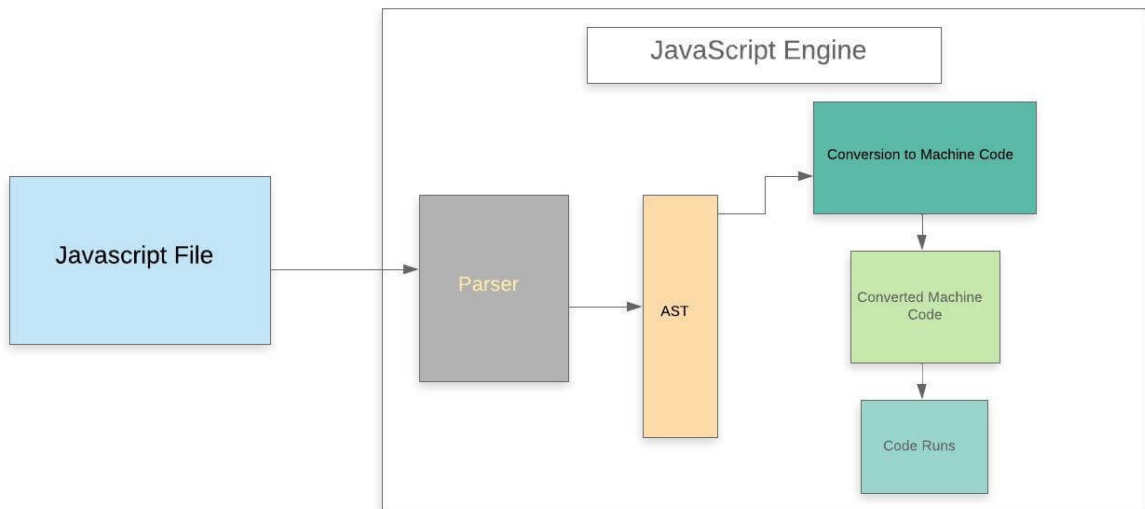 JavaScript Engine
Javascript File
Parser
AST
Conversion to Machine Code
Converted Machine
Code
Code Runs